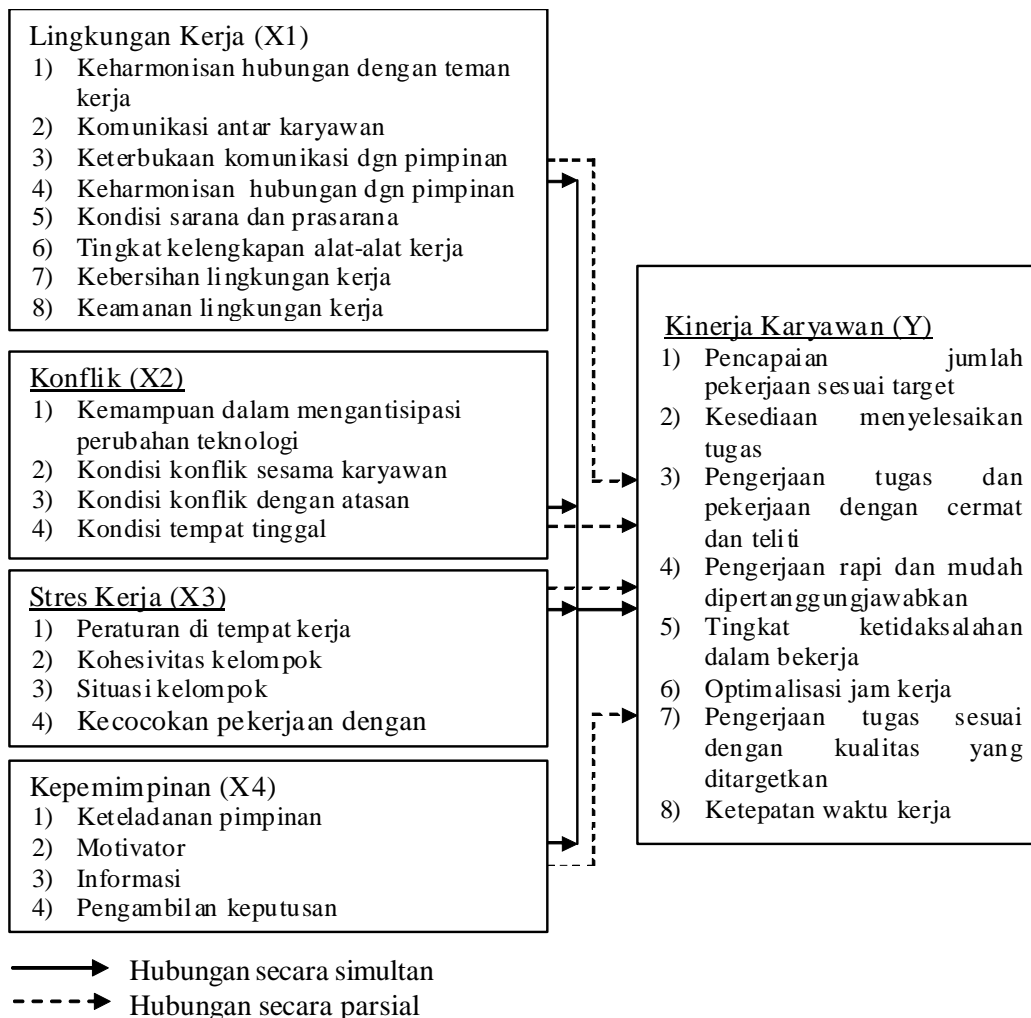 Lingkungan Kerja (X1)
1) Keharmonisan hubungan dengan teman
kerja
2) Komunikasi antar karyawan
3) Keterbukaan komunikasi dgn pimpinan
4) Keharmonisan hubungan dgn pimpinan
5) Kondisi sarana dan prasarana
6) Tingkat kelengkapan alat-alat kerja
7) Kebersihan lingkungan kerja
8) Keamanan lingkungan kerja
Konflik (X2)
1) Kemampuan dalam mengantisipasi
perubahan teknologi
2) Kondisi konflik sesama karyawan
3) Kondisi konflik dengan atasan
4) Kondisi tempat tinggal
Stres Kerja (X3)
1) Peraturan di tempat kerja
2) Kohesivitas kelompok
3) Situasi kelompok
4) Kecocokan pekerjaan dengan
Kepemimpinan (X4)
1) Keteladanan pimpinan
2) Motivator
3) Informasi
4) Pengambilan keputusan
Kinerja Karyawan (Y)
1) Pencapaian jumlah
pekerjaan sesuai target
2) Kesediaan menyelesaikan
tugas
3) Pengerjaan tugas dan
pekerjaan dengan cermat
dan teliti
4) Pengerjaan rapi dan mudah
dipertanggungjawabkan
5) Tingkat ketidaksalahan
dalam bekerja
6) Optimalisasi jam kerja
7) Pengerjaan tugas sesuai
dengan kualitas yang
ditargetkan
8) Ketepatan waktu kerja
Hubungan secara simultan
Hubungan secara parsial